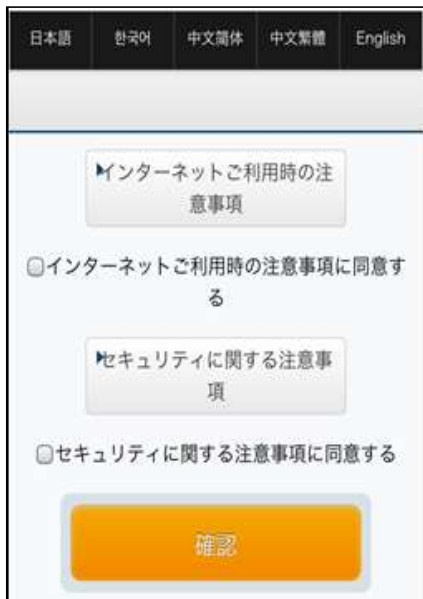 日本語 한국어 中文简体 中文繁體 English
インターネットご利用時の注
意事項
インターネットご利用時の注意事項に同意す
る
セキュリティに関する注意事
項
セキュリティに関する注意事項に同意する
確認